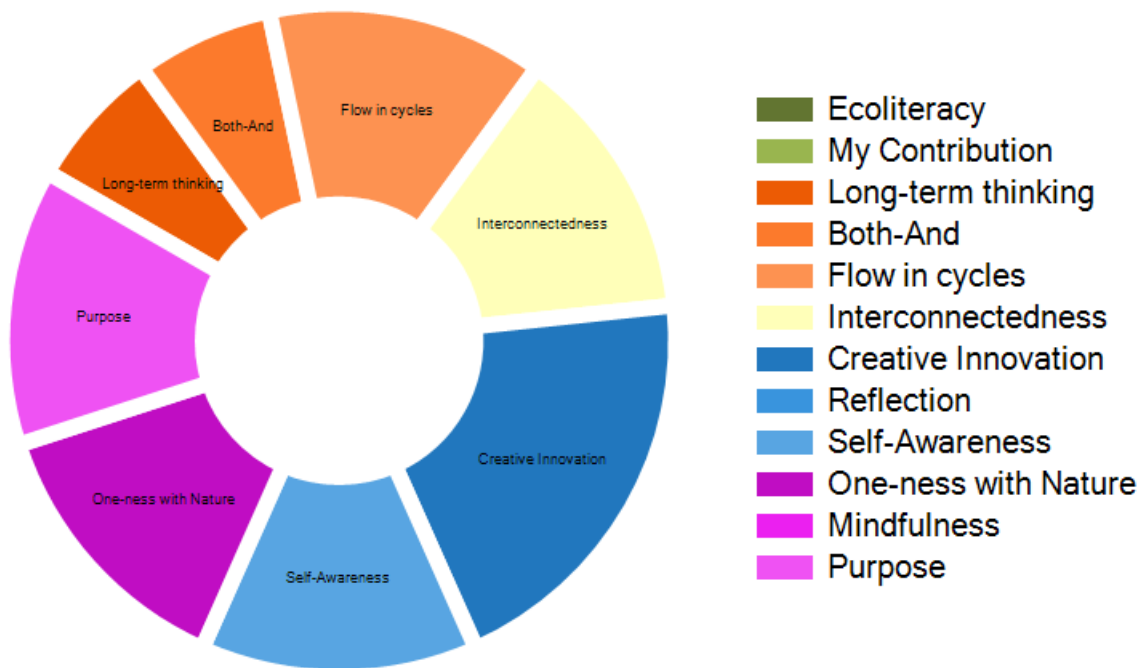 Flow in cycles
Both-And
Long-term thinking
Interconnectedness
Purpose
Creative Innovation
One-ness with Nature
Self-Awareness
Ecoliteracy
My Contribution
Long-term thinking
Both-And
Flow in cycles
Interconnectedness
Creative Innovation
Reflection
Self-Awareness
One-ness with Nature
Mindfulness
Purpose